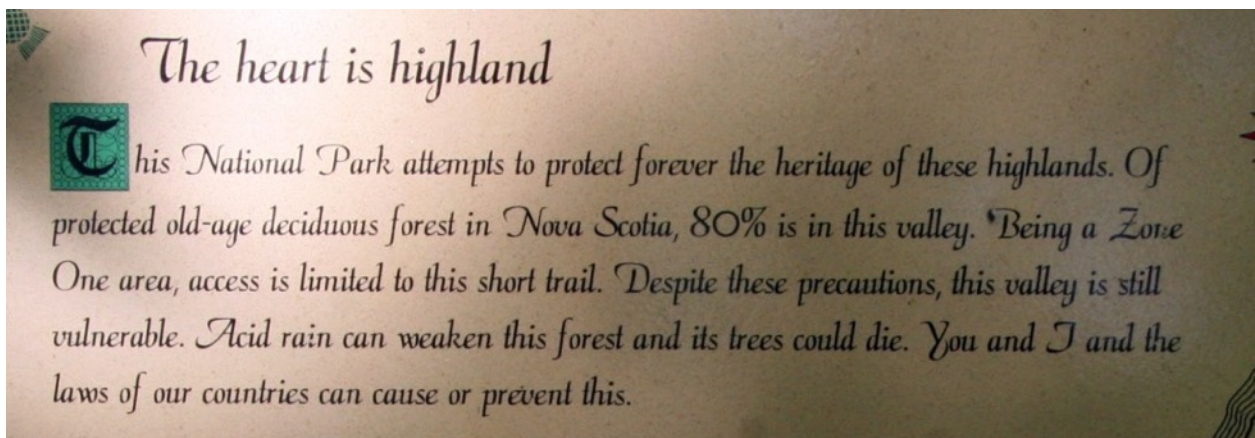 The heart is highland
This National Park attempts to protect forever the heritage of these highlands. Of
protected old-age deciduous forest in Nova Scotia, 80% is in this valley. Being a Zone
One area, access is limited to this short trail. Despite these precautions, this valley is still
vulnerable. Acid rain can weaken this forest and its trees could die. You and I and the
laws of our countries can cause or prevent this.